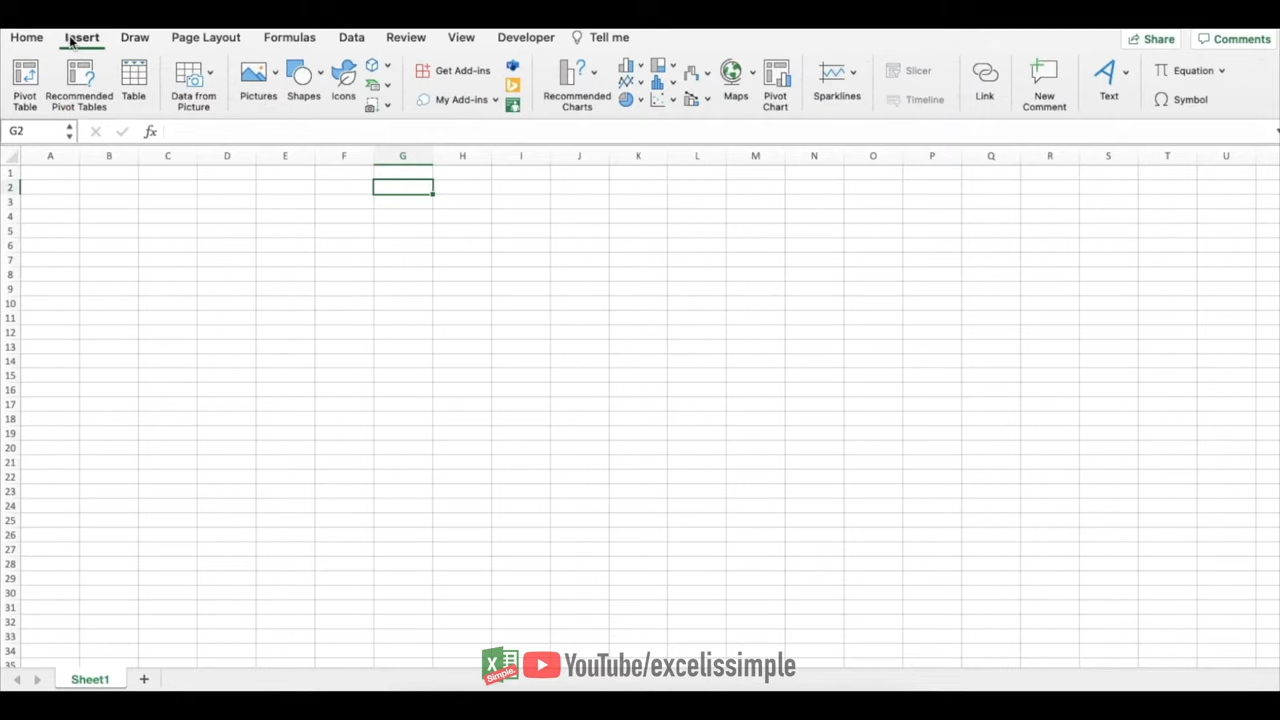 Home Insert Draw Page Layout Formulas Data Review View Developer Tell me Share Comments
Pivot Table
Recommended Pivot Tables
Table
Data from Picture
Pictures
Shapes
Icons
Get Add-ins
My Add-ins
Recommended Charts
Maps
Pivot Chart
Sparklines
Slicer
Timeline
Link
New Comment
Text
Equation
Symbol
G2 fx
A B C D E F G H I J K L M N O P Q R S T U
1
2
3
4
5
6
7
8
9
10
11
12
13
14
15
16
17
18
19
20
21
22
23
24
25
26
27
28
29
30
31
32
33
34
35
Simple YouTube/excelissimple
Sheet1 +